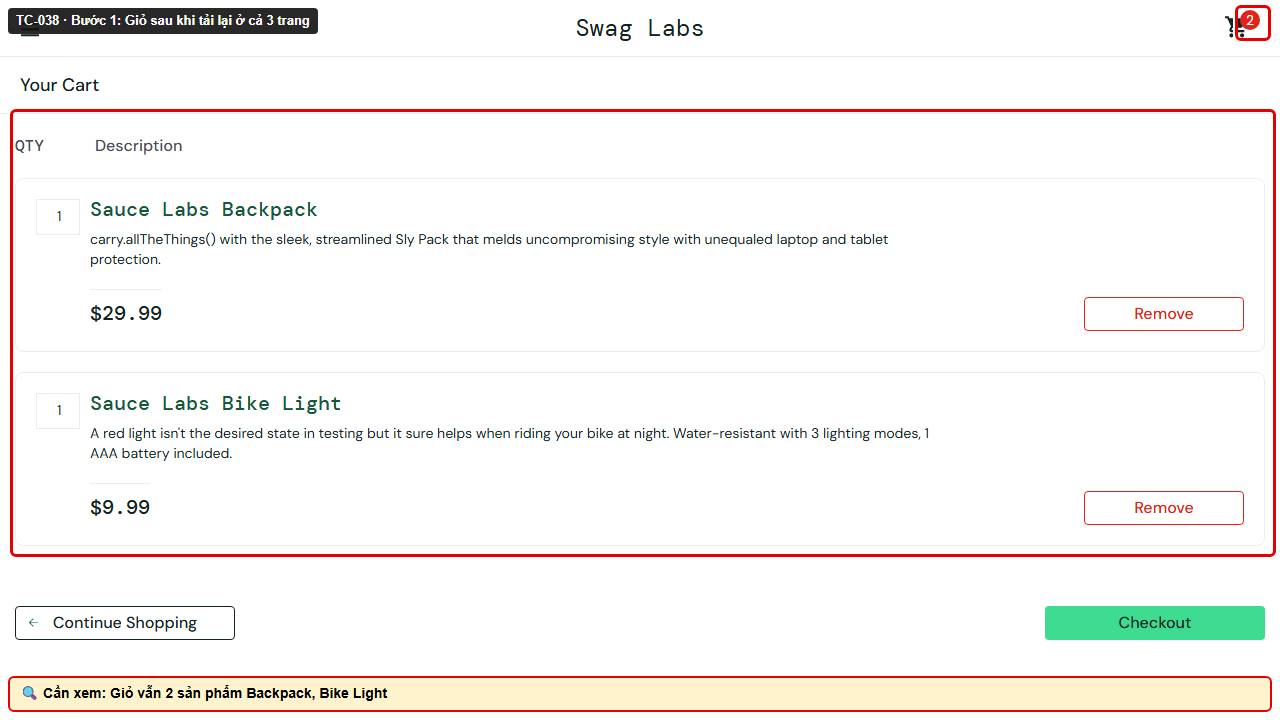 TC-038 · Bước 1: Giỏ sau khi tải lại ở cả 3 trang
Swag Labs
2
Your Cart
QTY
Description
1
Sauce Labs Backpack
carry.allTheThings() with the sleek, streamlined Sly Pack that melds uncompromising style with unequaled laptop and tablet
protection.
$29.99
Remove
1
Sauce Labs Bike Light
A red light isn't the desired state in testing but it sure helps when riding your bike at night. Water-resistant with 3 lighting modes, 1
AAA battery included.
$9.99
Remove
Continue Shopping
Checkout
Cần xem: Giỏ vẫn 2 sản phẩm Backpack, Bike Light